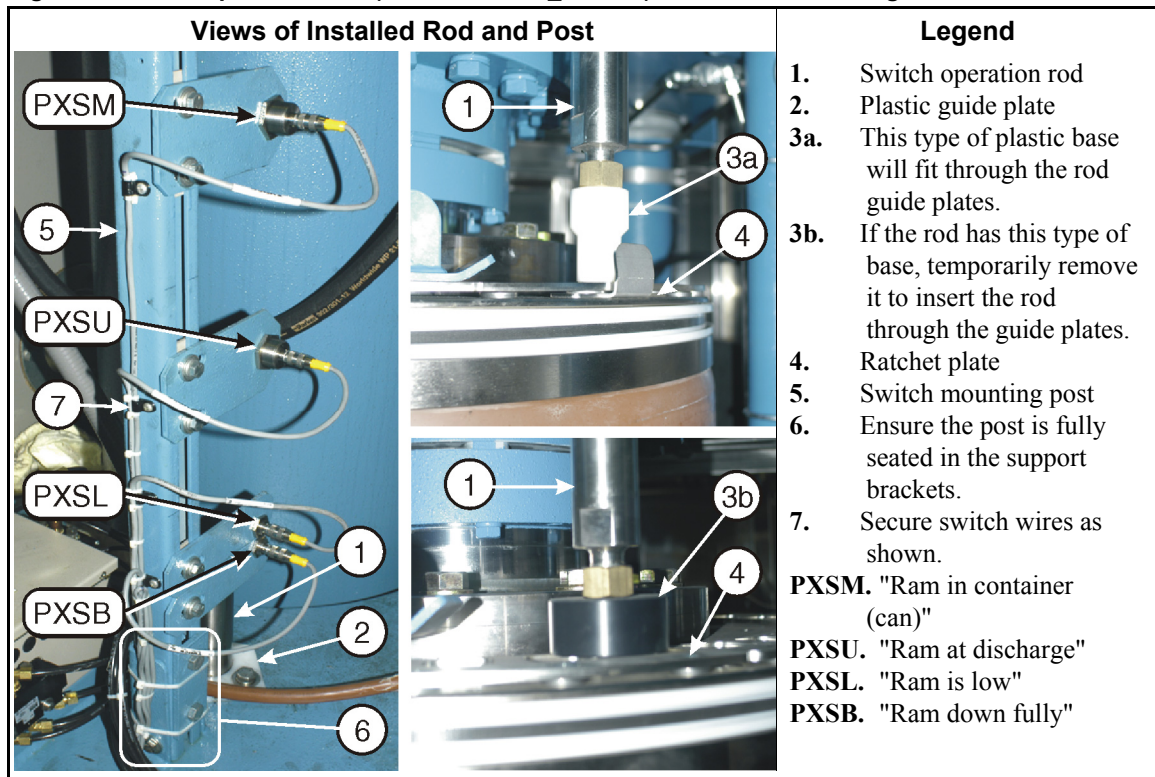 Views of Installed Rod and Post
Legend
PXSM
5
PXSU
7
PXSL
PXSB
1
2
6
1
3a
4
1
3b
4
1. Switch operation rod
2. Plastic guide plate
3a. This type of plastic base
will fit through the rod
guide plates.
3b. If the rod has this type of
base, temporarily remove
it to insert the rod
through the guide plates.
4. Ratchet plate
5. Switch mounting post
6. Ensure the post is fully
seated in the support
brackets.
7. Secure switch wires as
shown.
PXSM. "Ram in container
(can)"
PXSU. "Ram at discharge"
PXSL. "Ram is low"
PXSB. "Ram down fully"